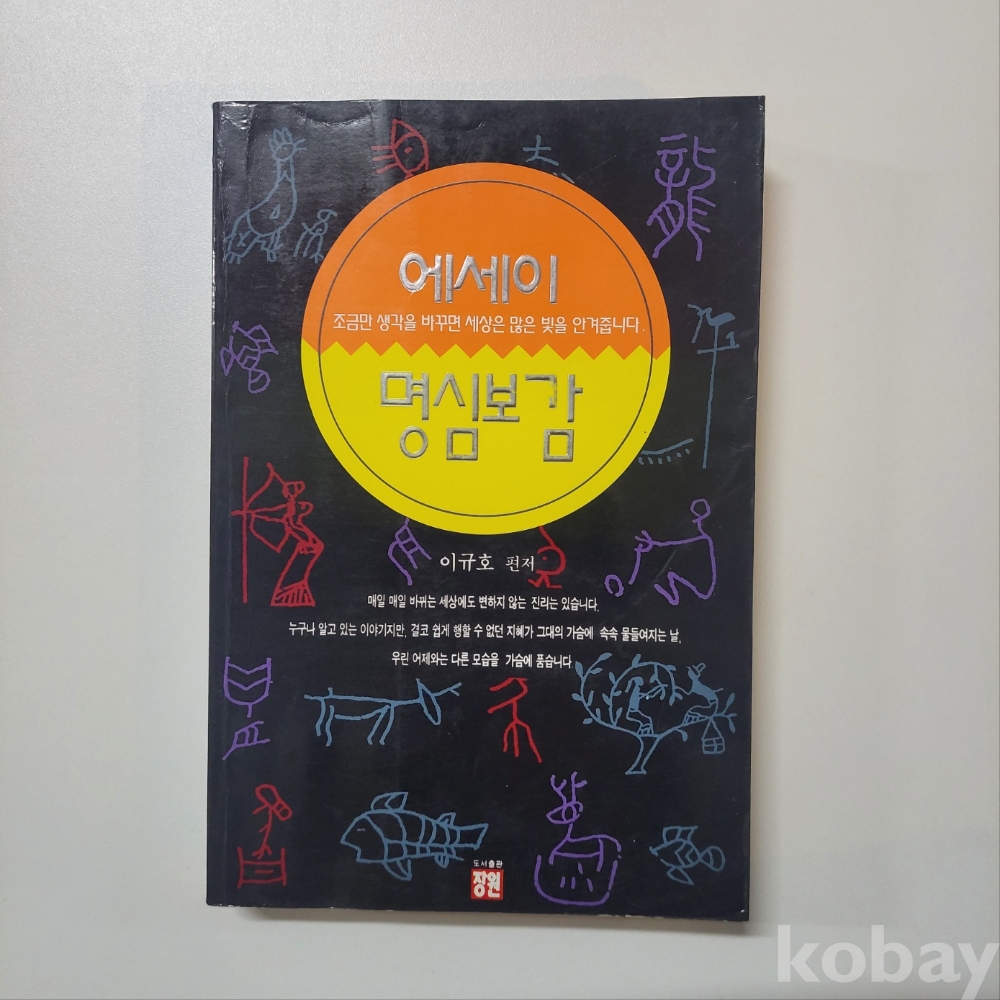 에세이
조금만 생각을 바꾸면 세상은 많은 빛을 안겨줍니다.
명심보감
이규호 편저
매일 매일 바뀌는 세상에도 변하지 않는 진리는 있습니다.
누구나 알고 있는 이야기지만, 결코 쉽게 행할 수 없던 지혜가 그대의 가슴에 속속 물들여지는 날,
우린 어제와는 다른 모습을 가슴에 품습니다.
도서출판
장원
kobay